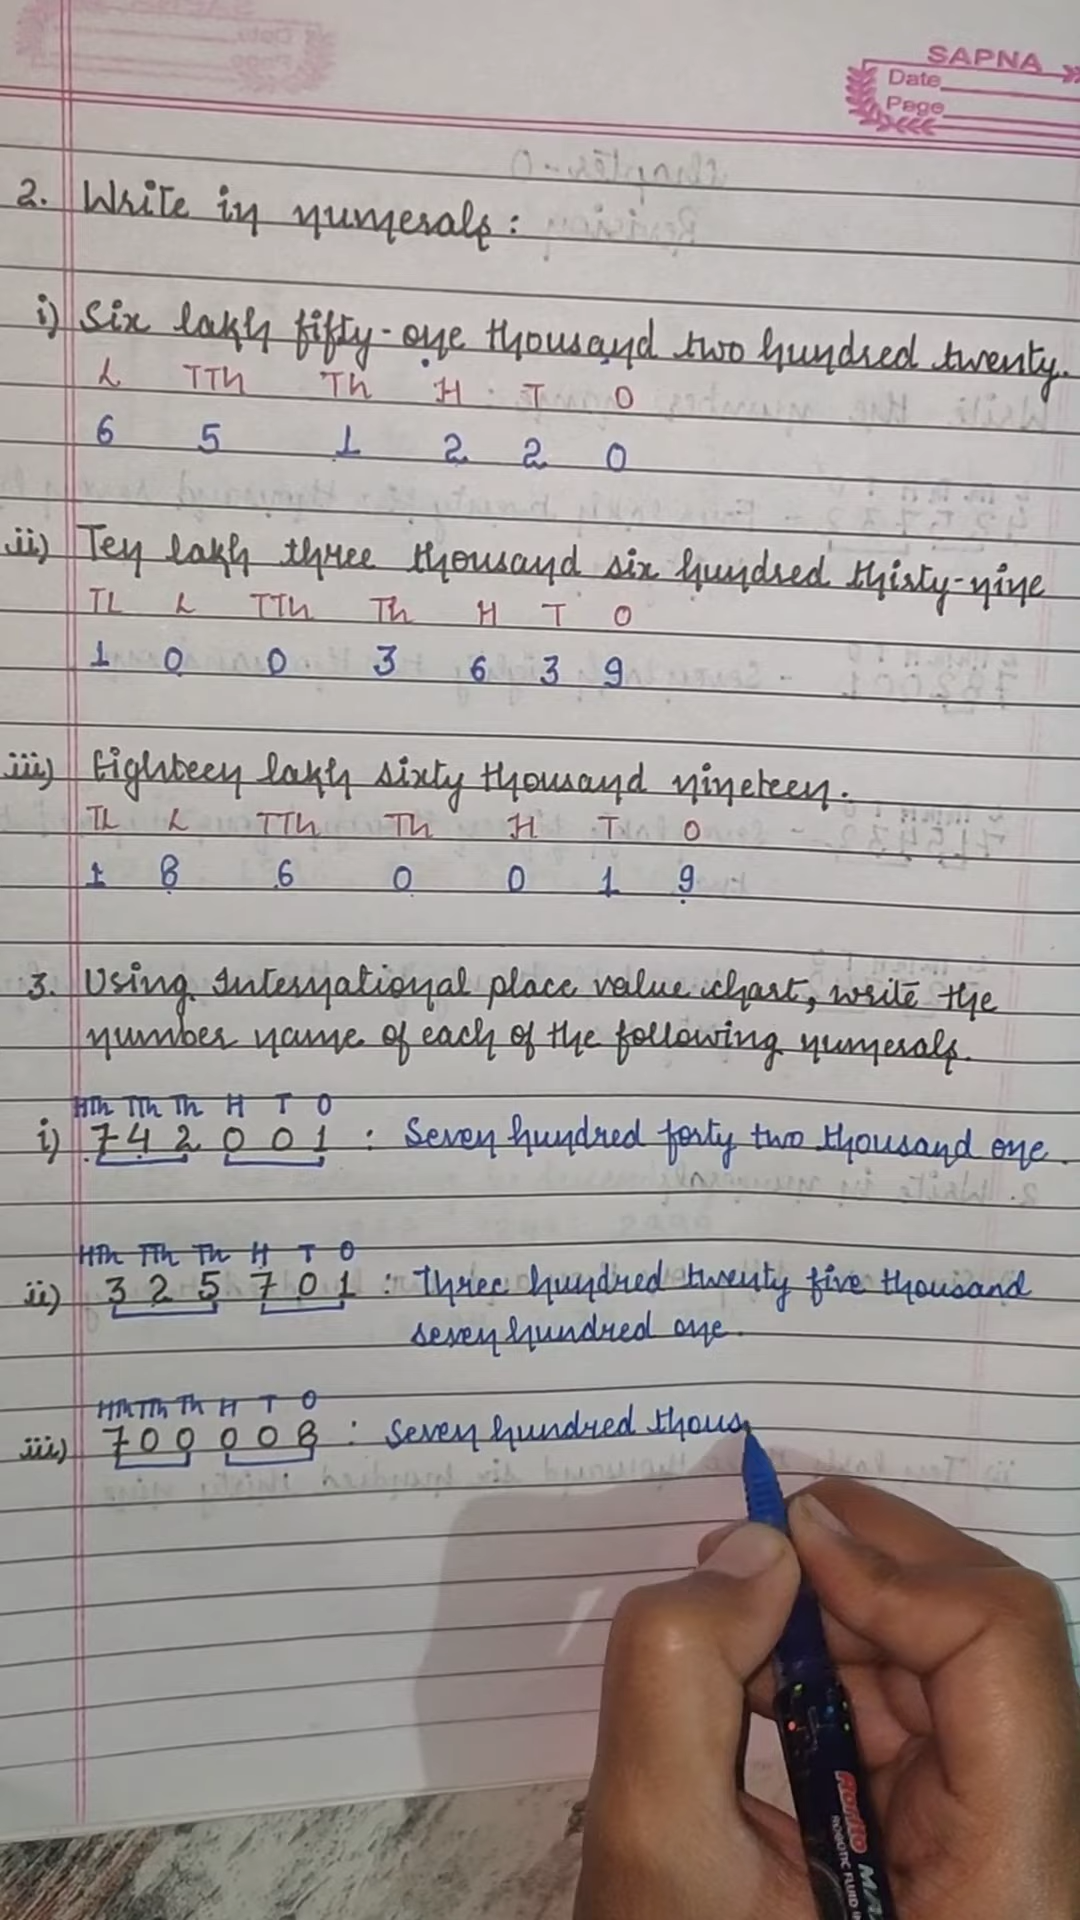 SAPNA
Date
Page
2. Write in numerals:
i) Six lakh fifty-one thousand two hundred twenty.
L TTh Th H T O
6 5 1 2 2 0
ii) Ten lakh three thousand six hundred thirty-nine
TL L TTh Th H T O
1 0 0 3 6 3 9
iii) Eighteen lakh sixty thousand nineteen.
TL L TTh Th H T O
1 8 6 0 0 1 9
3. Using International place value chart, write the
number name of each of the following numerals.
HTh TTh Th H T O
i) 742 001 : Seven hundred forty two thousand one.
HTh TTh Th H T O
ii) 325 701 : Three hundred twenty five thousand
seven hundred one.
HTh TTh Th H T O
iii) 700 008 : Seven hundred thous
Rorito MAX
ROBOTIC FLUID